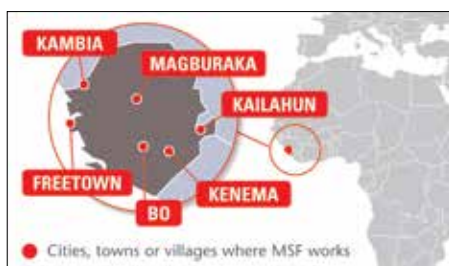 KAMBIA
MAGBURAKA
KAILAHUN
FREETOWN
BO
KENEMA
Cities, towns or villages where MSF works